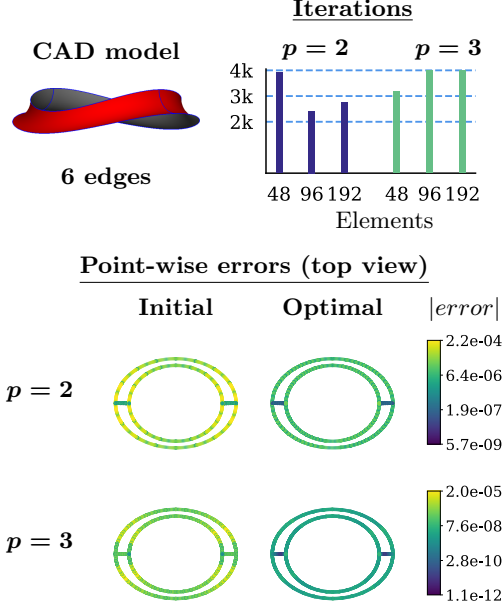 Iterations
CAD model
p = 2 p = 3
4k
3k
2k
6 edges
48 96 192 48 96 192
Elements
Point-wise errors (top view)
Initial Optimal |error|
p = 2
2.2e-04
6.4e-06
1.9e-07
5.7e-09
p = 3
2.0e-05
7.6e-08
2.8e-10
1.1e-12